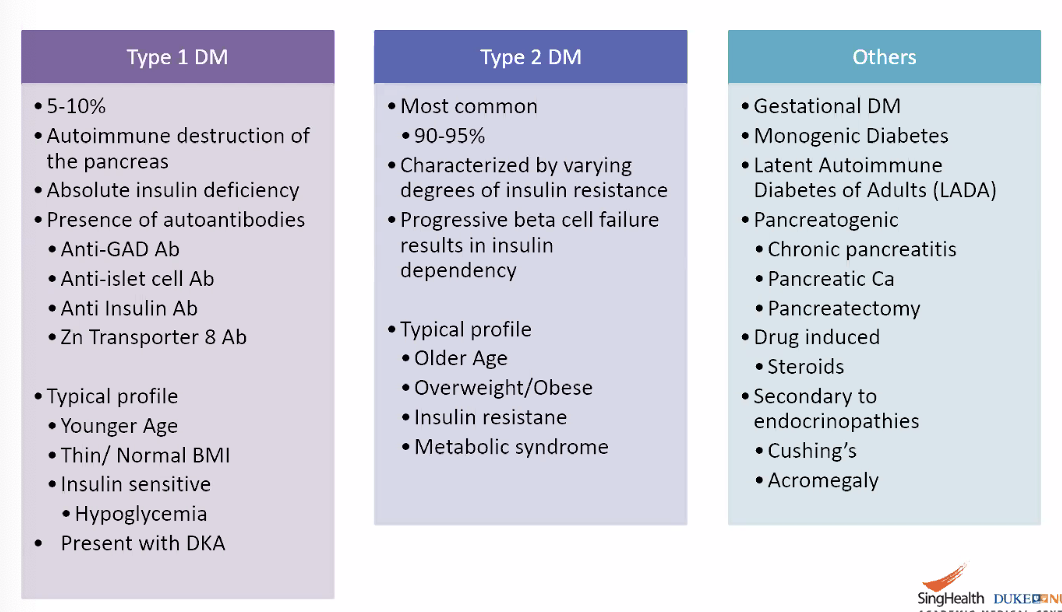 Type 1 DM
• 5-10%
• Autoimmune destruction of
the pancreas
• Absolute insulin deficiency
• Presence of autoantibodies
• Anti-GAD Ab
• Anti-islet cell Ab
• Anti Insulin Ab
• Zn Transporter 8 Ab
• Typical profile
• Younger Age
• Thin/ Normal BMI
• Insulin sensitive
• Hypoglycemia
• Present with DKA
Type 2 DM
• Most common
• 90-95%
• Characterized by varying
degrees of insulin resistance
• Progressive beta cell failure
results in insulin
dependency
• Typical profile
• Older Age
• Overweight/Obese
• Insulin resistane
• Metabolic syndrome
Others
• Gestational DM
• Monogenic Diabetes
• Latent Autoimmune
Diabetes of Adults (LADA)
• Pancreatogenic
• Chronic pancreatitis
• Pancreatic Ca
• Pancreatectomy
• Drug induced
• Steroids
• Secondary to
endocrinopathies
• Cushing's
• Acromegaly
SingHealth DUKE NU